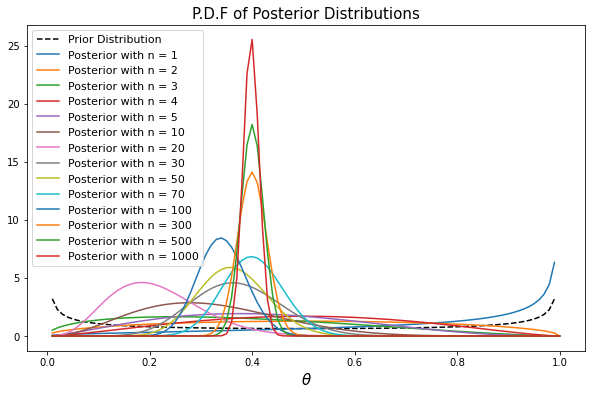 P.D.F of Posterior Distributions
Prior Distribution
Posterior with n = 1
Posterior with n = 2
Posterior with n = 3
Posterior with n = 4
Posterior with n = 5
Posterior with n = 10
Posterior with n = 20
Posterior with n = 30
Posterior with n = 50
Posterior with n = 70
Posterior with n = 100
Posterior with n = 300
Posterior with n = 500
Posterior with n = 1000
25
20
15
10
5
0
0.0 0.2 0.4 0.6 0.8 1.0
θ